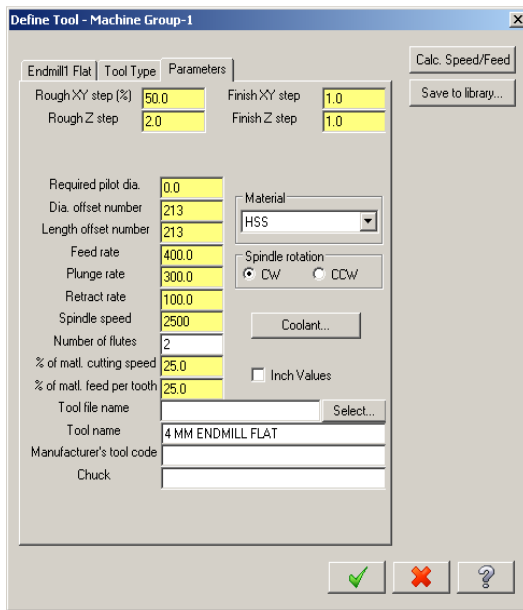 Define Tool - Machine Group-1
Calc. Speed/Feed
Save to library...
Endmill1 Flat Tool Type Parameters
Rough XY step (%) 50.0 Finish XY step 1.0
Rough Z step 2.0 Finish Z step 1.0
Required pilot dia. 0.0
Dia. offset number 213
Length offset number 213
Feed rate 400.0
Plunge rate 300.0
Retract rate 100.0
Spindle speed 2500
Number of flutes 2
% of matl. cutting speed 25.0
% of matl. feed per tooth 25.0
Material
HSS
Spindle rotation
CW CCW
Coolant...
Inch Values
Tool file name Select...
Tool name 4 MM ENDMILL FLAT
Manufacturer's tool code
Chuck